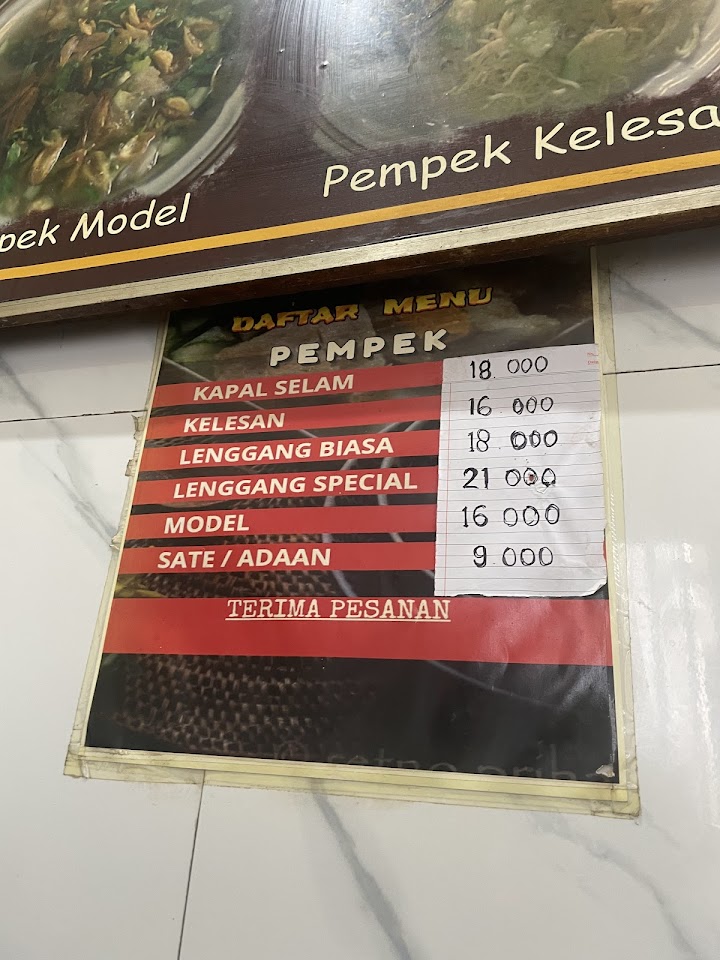 pek Model
Pempek Kelesa
DAFTAR MENU
PEMPEK
KAPAL SELAM 18.000
KELESAN 16 000
LENGGANG BIASA 18.000
LENGGANG SPECIAL 21 000
MODEL 16 000
SATE / ADAAN 9.000
TERIMA PESANAN